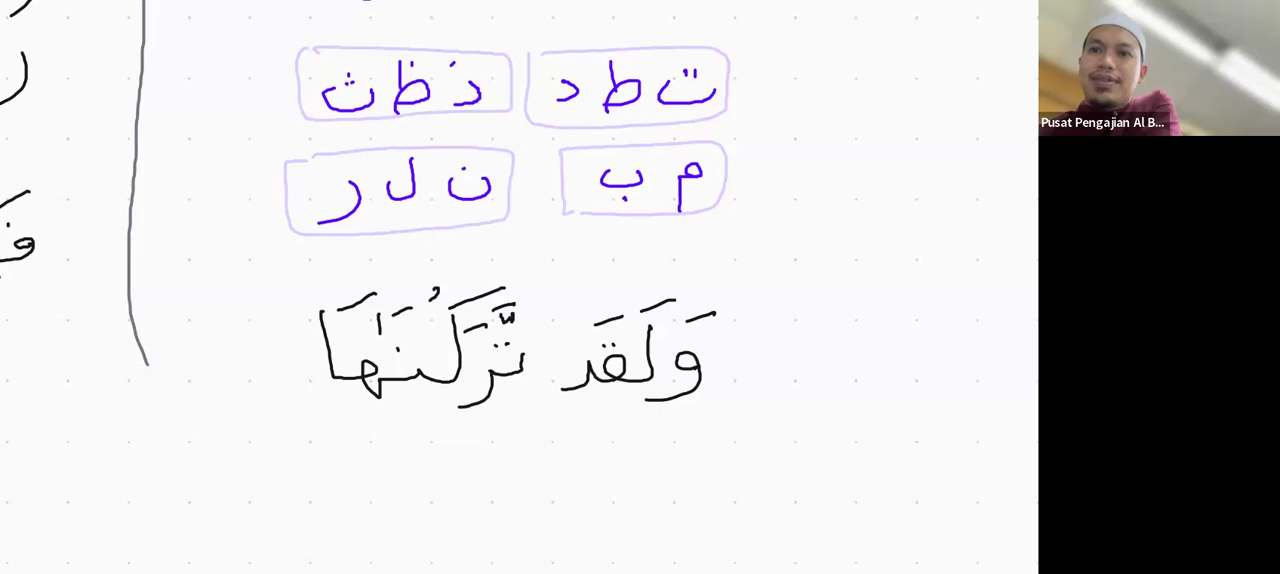 ت ط د ذ ظ ث
م ب ن ل ر
وَلَقَد تَّرَكْنَٰهَا
Pusat Pengajian Al B...